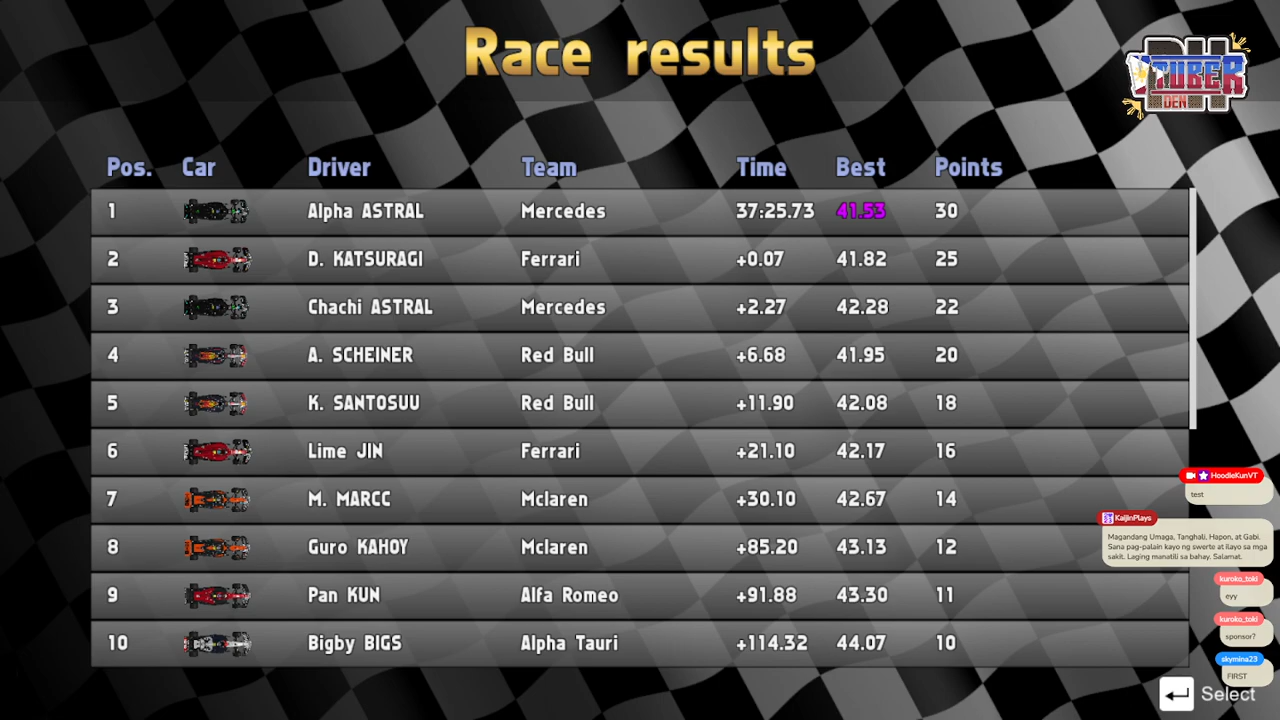 Race results
PH
VTUBER
DEN
Pos. Car Driver Team Time Best Points
1 Alpha ASTRAL Mercedes 37:25.73 41.53 30
2 D. KATSURAGI Ferrari +0.07 41.82 25
3 Chachi ASTRAL Mercedes +2.27 42.28 22
4 A. SCHEINER Red Bull +6.68 41.95 20
5 K. SANTOSUU Red Bull +11.90 42.08 18
6 Lime JIN Ferrari +21.10 42.17 16
7 M. MARCC Mclaren +30.10 42.67 14
8 Guro KAHOY Mclaren +85.20 43.13 12
9 Pan KUN Alfa Romeo +91.88 43.30 11
10 Bigby BIGS Alpha Tauri +114.32 44.07 10
HoodieKunVT
test
KaijinPlays
Magandang Umaga, Tanghali, Hapon, at Gabi.
Sana pag-palain kayo ng swerte at ilayo sa mga
sakit. Laging manatili sa bahay. Salamat.
kuroko_toki
eyy
kuroko_toki
sponsor?
skymina23
FIRST
Select